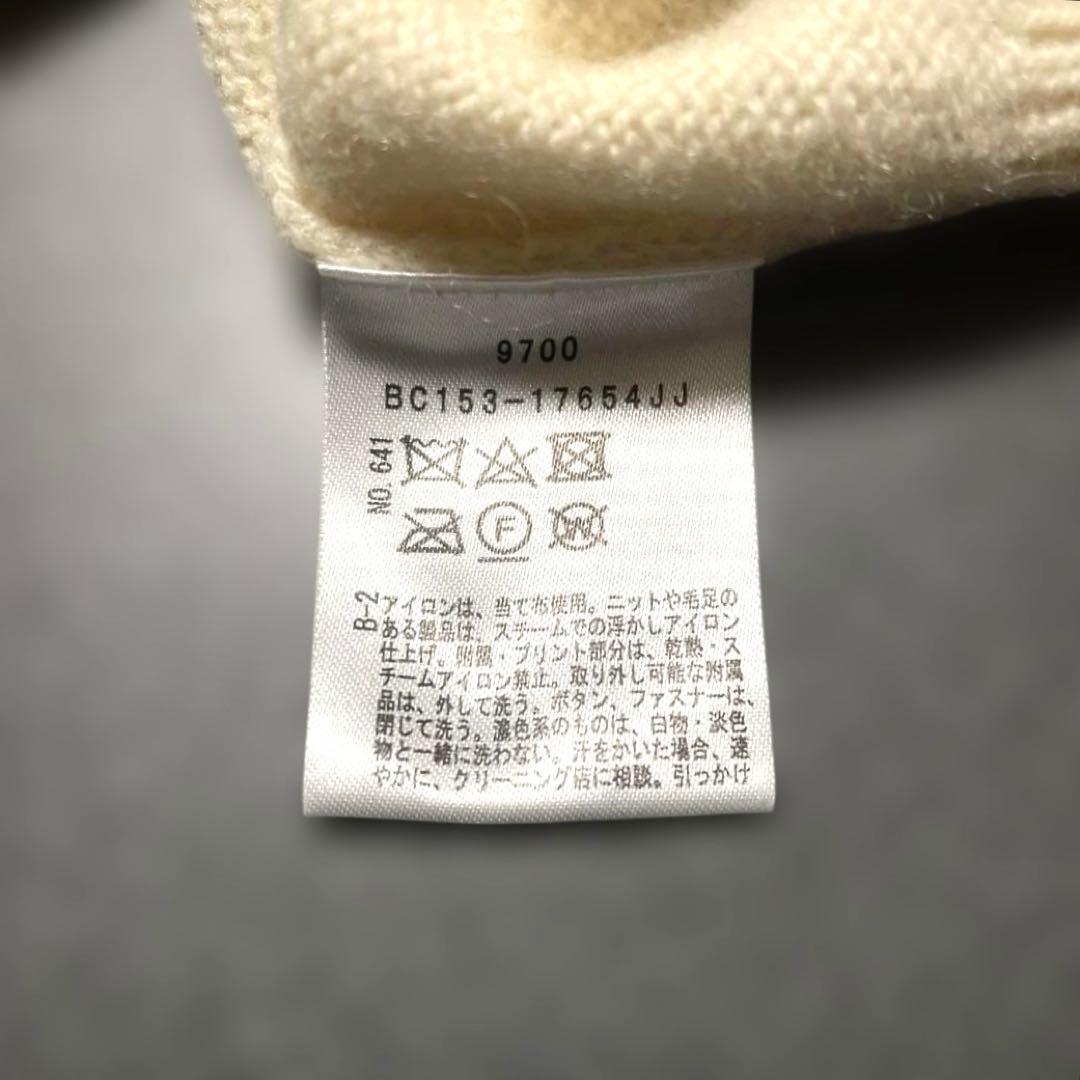 9700
BC153-17654JJ
NO. 641
F
W
B-2
アイロンは、当て布使用。ニットや毛足の
ある製品は、スチームでの浮かしアイロン
仕上げ。附属・プリント部分は、乾熱・ス
チームアイロン禁止。取り外し可能な附属
品は、外して洗う。ボタン、ファスナーは、
閉じて洗う。濃色系のものは、白物・淡色
物と一緒に洗わない。汗をかいた場合、速
やかに、クリーニング店に相談。引っかけ